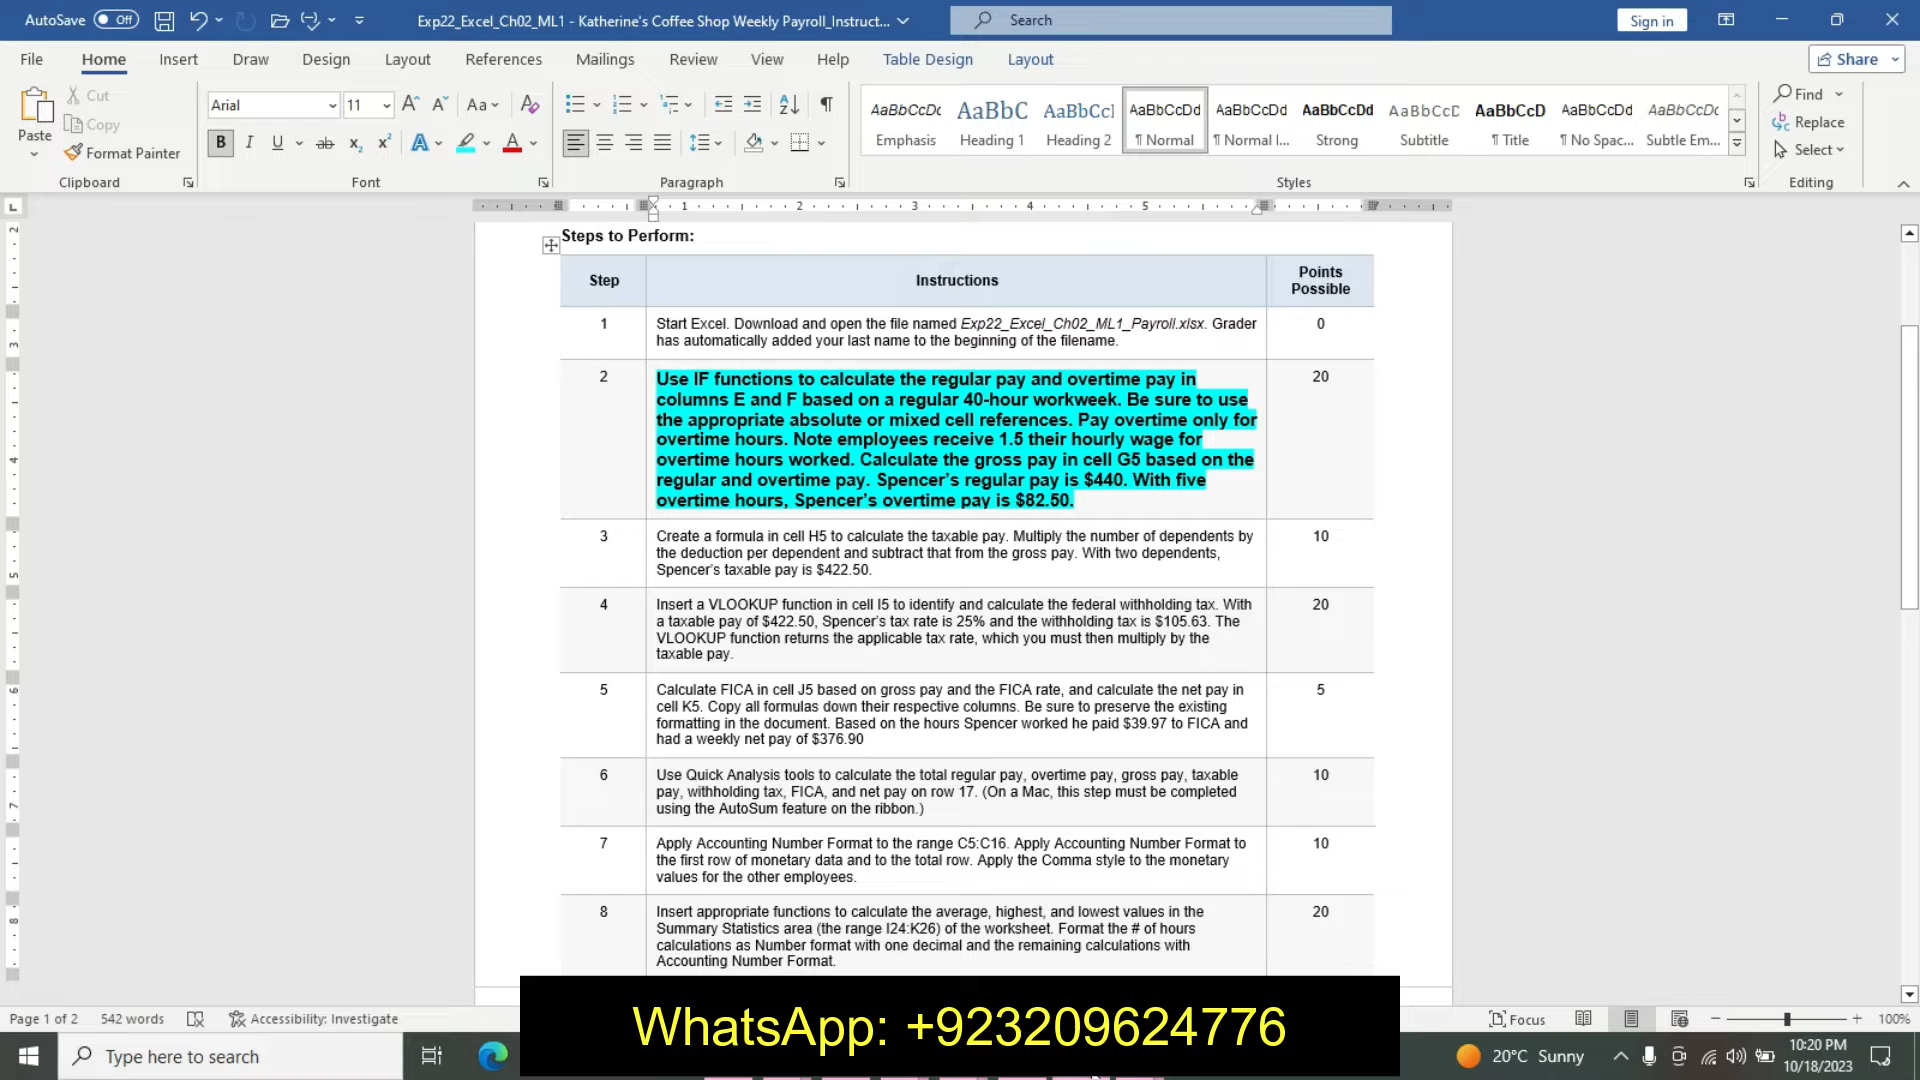 AutoSave Off
Exp22_Excel_Ch02_ML1 - Katherine's Coffee Shop Weekly Payroll_Instruct...
Search
Sign in
File Home Insert Draw Design Layout References Mailings Review View Help Table Design Layout
Share
Paste
Cut
Copy
Format Painter
Clipboard
Arial 11
Font
Paragraph
AaBbCcDc AaBbC AaBbCcI AaBbCcDd AaBbCcDd AaBbCcDd AaBbCcD AaBbCcD AaBbCcDd AaBbCcDc
Emphasis Heading 1 Heading 2 ¶ Normal ¶ Normal I... Strong Subtitle ¶ Title ¶ No Spac... Subtle Em...
Styles
Find
Replace
Select
Editing
1 2 3 4 5
Steps to Perform:
Step Instructions Points
Possible
1 Start Excel. Download and open the file named Exp22_Excel_Ch02_ML1_Payroll.xlsx. Grader 0
has automatically added your last name to the beginning of the filename.
2 Use IF functions to calculate the regular pay and overtime pay in 20
columns E and F based on a regular 40-hour workweek. Be sure to use
the appropriate absolute or mixed cell references. Pay overtime only for
overtime hours. Note employees receive 1.5 their hourly wage for
overtime hours worked. Calculate the gross pay in cell G5 based on the
regular and overtime pay. Spencer's regular pay is $440. With five
overtime hours, Spencer's overtime pay is $82.50.
3 Create a formula in cell H5 to calculate the taxable pay. Multiply the number of dependents by 10
the deduction per dependent and subtract that from the gross pay. With two dependents,
Spencer's taxable pay is $422.50.
4 Insert a VLOOKUP function in cell I5 to identify and calculate the federal withholding tax. With 20
a taxable pay of $422.50, Spencer's tax rate is 25% and the withholding tax is $105.63. The
VLOOKUP function returns the applicable tax rate, which you must then multiply by the
taxable pay.
5 Calculate FICA in cell J5 based on gross pay and the FICA rate, and calculate the net pay in 5
cell K5. Copy all formulas down their respective columns. Be sure to preserve the existing
formatting in the document. Based on the hours Spencer worked he paid $39.97 to FICA and
had a weekly net pay of $376.90
6 Use Quick Analysis tools to calculate the total regular pay, overtime pay, gross pay, taxable 10
pay, withholding tax, FICA, and net pay on row 17. (On a Mac, this step must be completed
using the AutoSum feature on the ribbon.)
7 Apply Accounting Number Format to the range C5:C16. Apply Accounting Number Format to 10
the first row of monetary data and to the total row. Apply the Comma style to the monetary
values for the other employees.
8 Insert appropriate functions to calculate the average, highest, and lowest values in the 20
Summary Statistics area (the range I24:K26) of the worksheet. Format the # of hours
calculations as Number format with one decimal and the remaining calculations with
Accounting Number Format.
WhatsApp: +923209624776
Page 1 of 2 542 words Accessibility: Investigate
Focus 100%
Type here to search
20°C Sunny
10:20 PM
10/18/2023